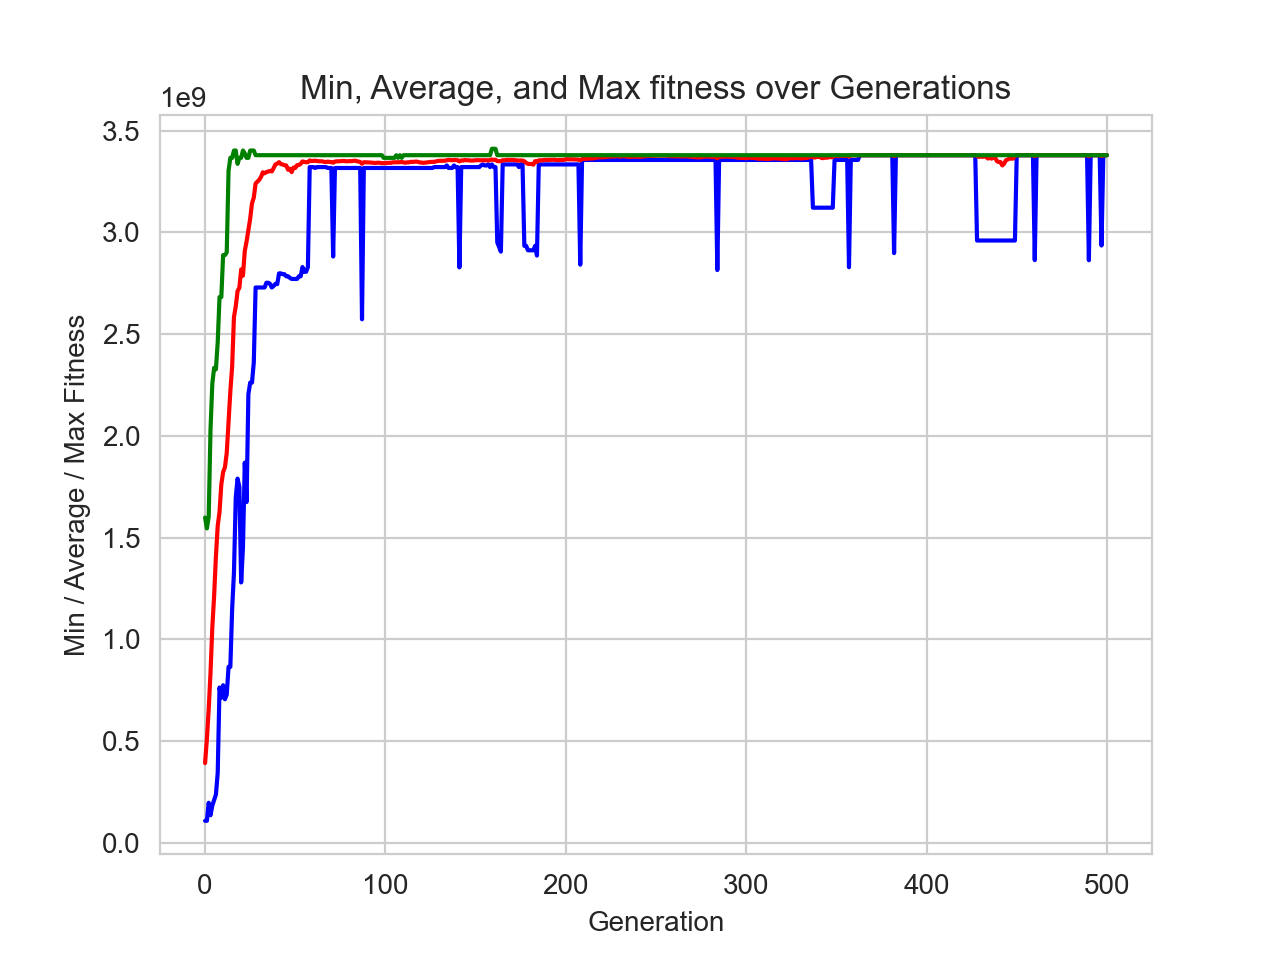 Min, Average, and Max fitness over Generations
1e9
3.5
3.0
2.5
2.0
1.5
1.0
0.5
0.0
Min / Average / Max Fitness
0 100 200 300 400 500
Generation